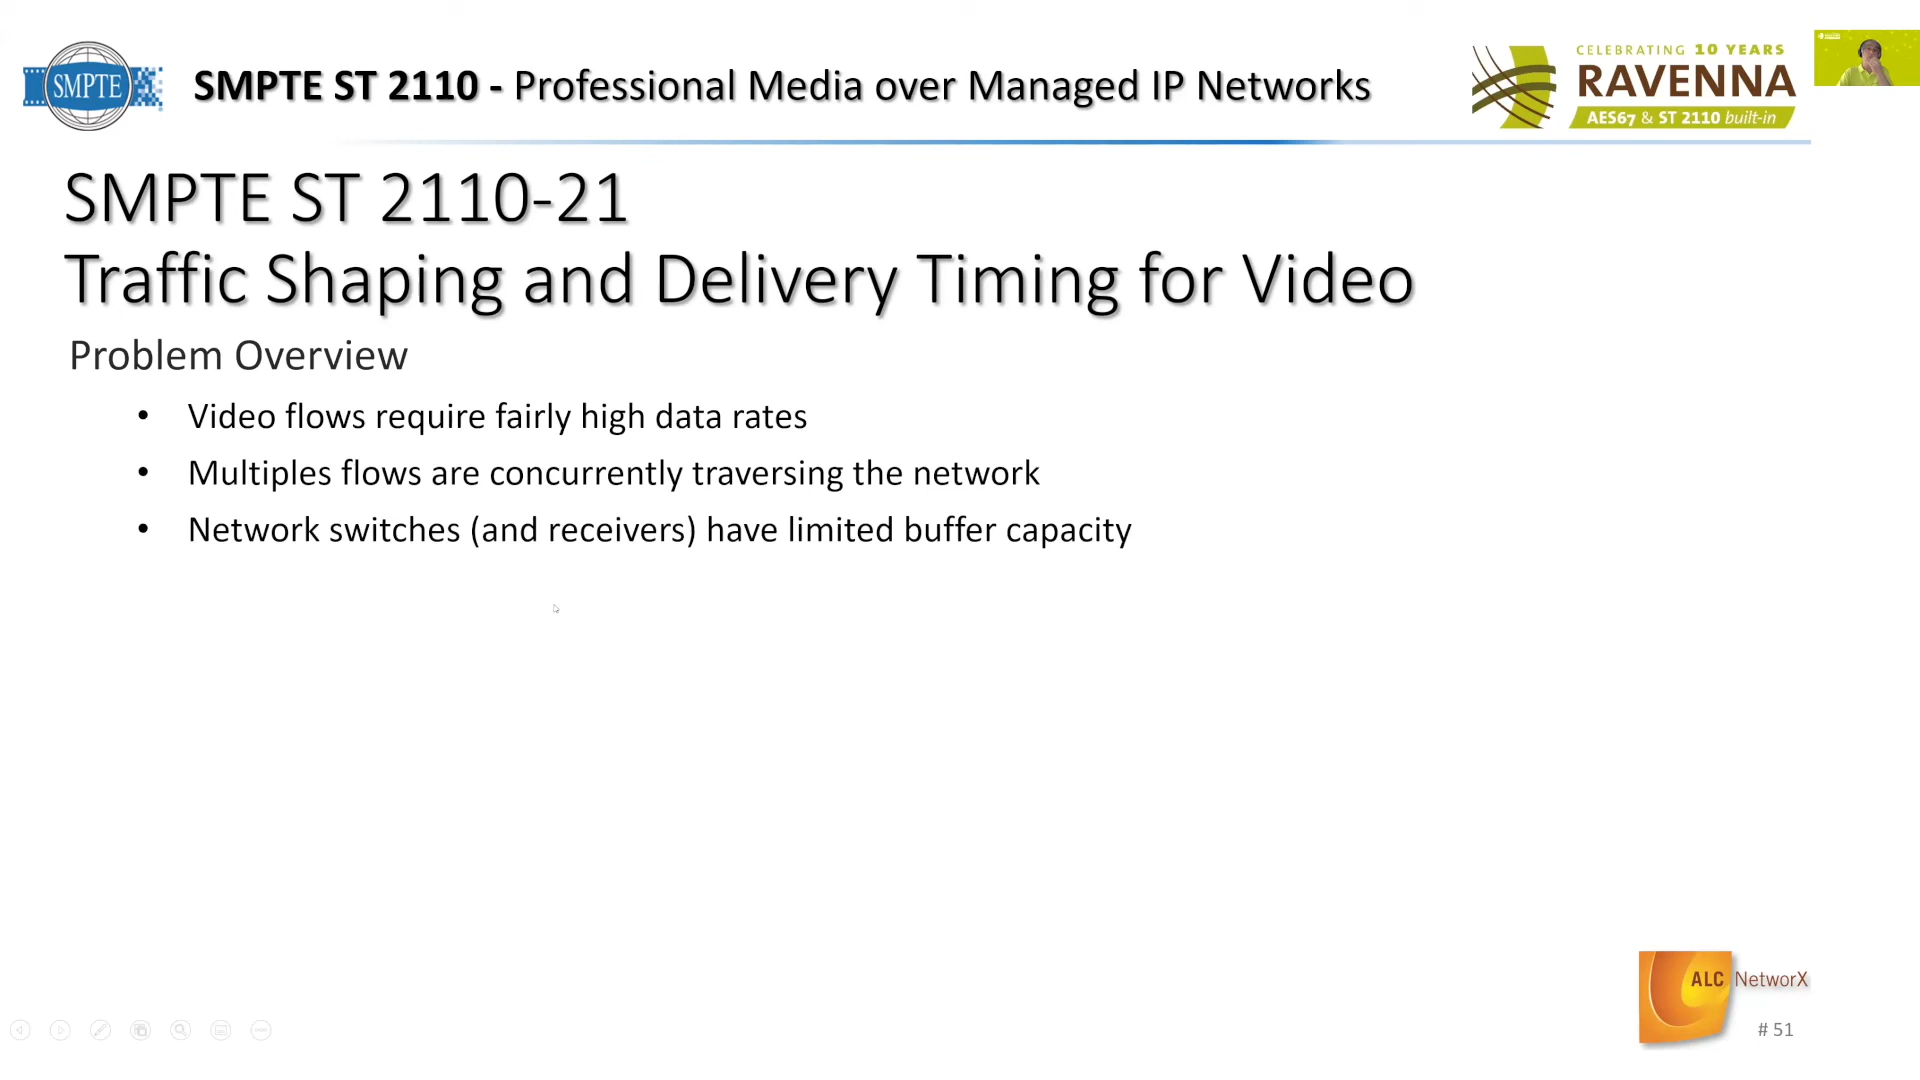 SMPTE
SMPTE ST 2110 - Professional Media over Managed IP Networks
CELEBRATING 10 YEARS
RAVENNA
AES67 & ST 2110 built-in
SMPTE ST 2110-21
Traffic Shaping and Delivery Timing for Video
Problem Overview
• Video flows require fairly high data rates
• Multiples flows are concurrently traversing the network
• Network switches (and receivers) have limited buffer capacity
ALC NetworX
# 51